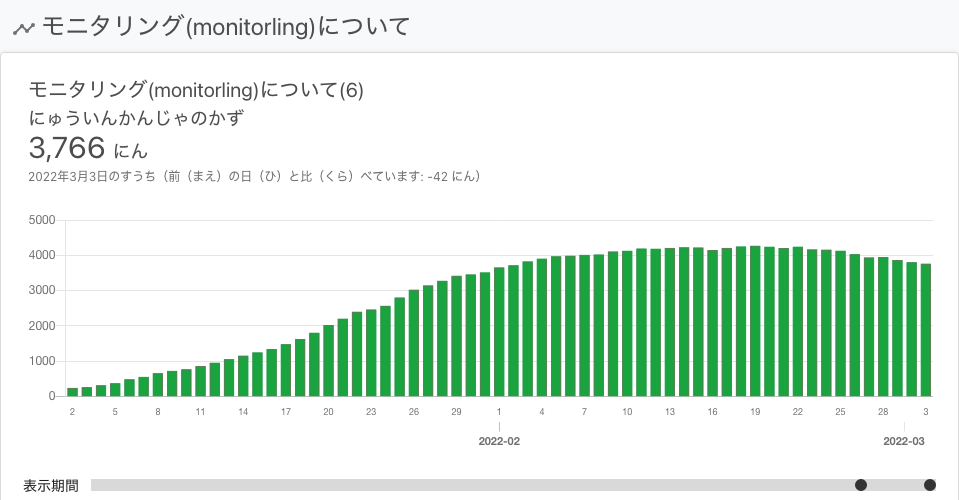 モニタリング(monitorling)について
モニタリング(monitorling)について(6)
にゅういんかんじゃのかず
3,766 にん
2022年3月3日のすうち（前（まえ）の日（ひ）と比（くら）べています: -42 にん）
5000
4000
3000
2000
1000
0
2 5 8 11 14 17 20 23 26 29 1 4 7 10 13 16 19 22 25 28 3
2022-02 2022-03
表示期間